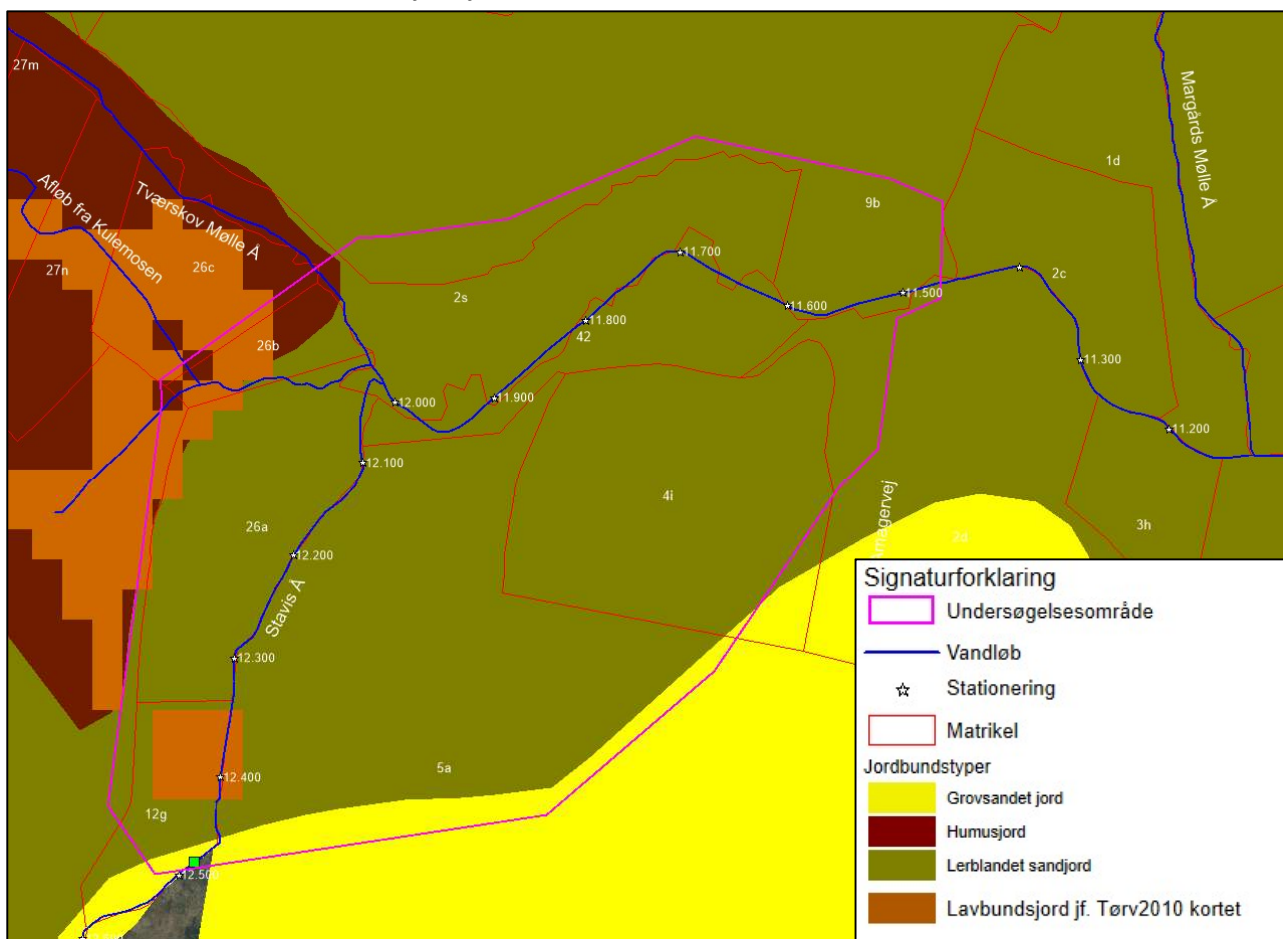 27m
Afløb fra Kulemosen
Tværskov Mølle Å
27n
26c
26b
2s
9b
1d
Margårds Mølle Å
2c
11.700
11.600
11.500
11.800
42
11.300
11.900
12.000
11.200
12.100
4i
26a
12.200
Stavis Å
12.300
3h
2d
12.400
5a
12g
12.500
Signaturforklaring
Undersøgelsesområde
Vandløb
Stationering
Matrikel
Jordbundstyper
Grovsandet jord
Humusjord
Lerblandet sandjord
Lavbundsjord jf. Tørv2010 kortet